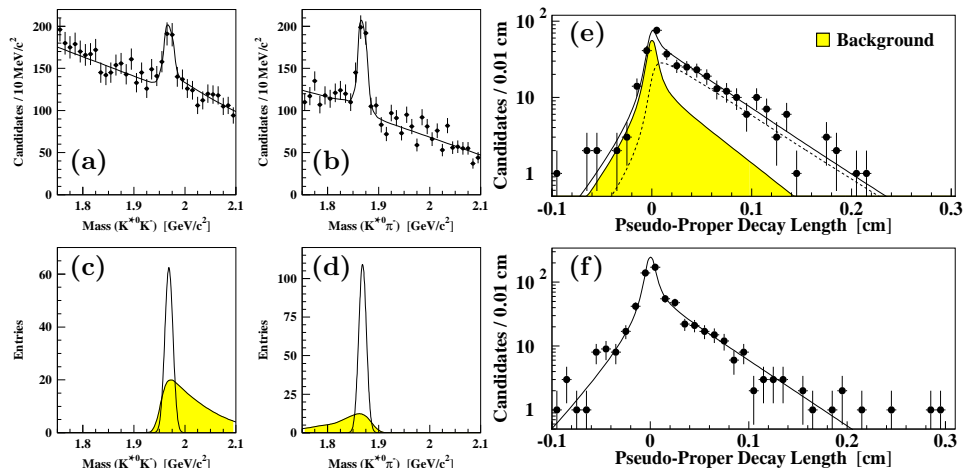 Candidates / 10 MeV/c²
200
150
100
50
0
(a)
1.8
1.9
2
2.1
Mass (K*⁰K⁻) [GeV/c²]
Candidates / 10 MeV/c²
200
150
100
50
0
(b)
1.8
1.9
2
2.1
Mass (K*⁰π⁻) [GeV/c²]
Candidates / 0.01 cm
10²
10
1
(e)
Background
-0.1
0
0.1
0.2
0.3
Pseudo-Proper Decay Length [cm]
Entries
60
40
20
0
(c)
1.8
1.9
2
2.1
Mass (K*⁰K⁻) [GeV/c²]
Entries
100
75
50
25
0
(d)
1.8
1.9
2
2.1
Mass (K*⁰π⁻) [GeV/c²]
Candidates / 0.01 cm
10²
10
1
(f)
-0.1
0
0.1
0.2
0.3
Pseudo-Proper Decay Length [cm]